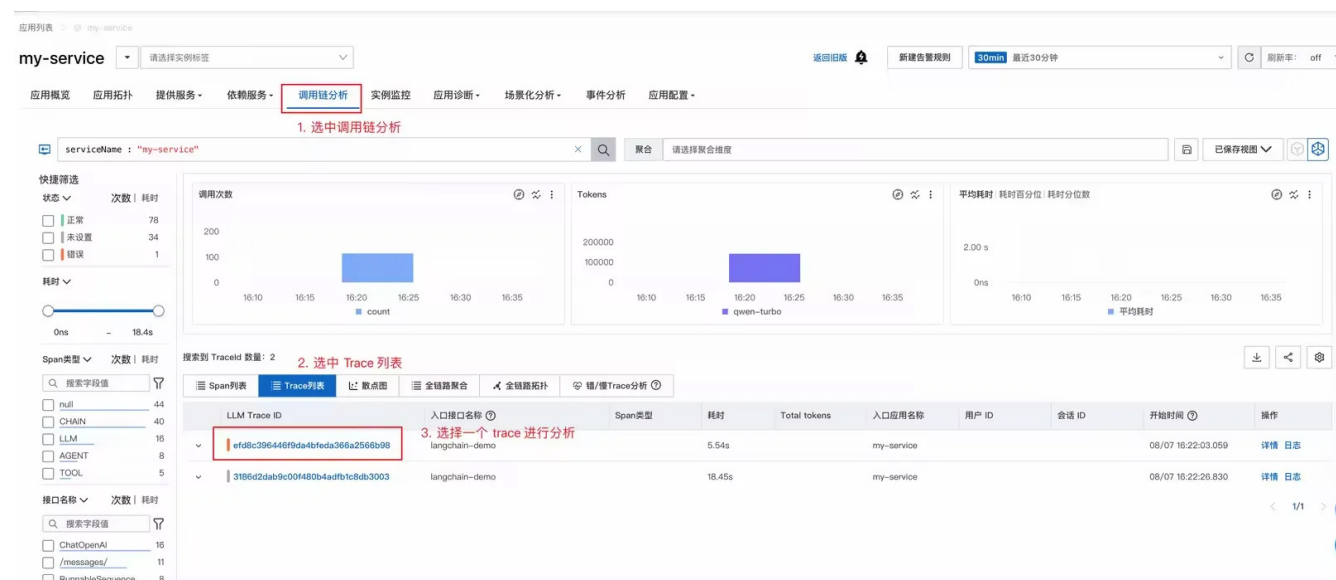 应用列表 > my-service
my-service 请选择实例标签 返回旧版 新建告警规则 30min 最近30分钟 刷新率: off
应用概览 应用拓扑 提供服务 依赖服务 调用链分析 实例监控 应用诊断 场景化分析 事件分析 应用配置
1. 选中调用链分析
serviceName : "my-service" 聚合 请选择聚合维度 已保存视图
快捷筛选
状态 次数 | 耗时
正常 78
未设置 34
错误 1
耗时
0ns – 18.4s
调用次数
200
100
0
16:10 16:15 16:20 16:25 16:30 16:35
count
Tokens
200000
100000
0
16:10 16:15 16:20 16:25 16:30 16:35
qwen-turbo
平均耗时 | 耗时百分位 | 耗时分位数
2.00 s
0ns
16:10 16:15 16:20 16:25 16:30 16:35
平均耗时
Span类型 次数 | 耗时
搜索字段值
null 44
CHAIN 40
LLM 16
AGENT 8
TOOL 5
接口名称 次数 | 耗时
搜索字段值
ChatOpenAI 16
/messages/ 11
RunnableSequence 8
搜索到 TraceId 数量: 2
2. 选中 Trace 列表
Span列表 Trace列表 散点图 全链路聚合 全链路拓扑 错/慢Trace分析
LLM Trace ID 入口接口名称 Span类型 耗时 Total tokens 入口应用名称 用户 ID 会话 ID 开始时间 操作
3. 选择一个 trace 进行分析
efd8c396446f9da4bfeda366a2566b98 langchain-demo 5.54s my-service 08/07 16:22:03.059 详情 日志
3186d2dab9c00f480b4adfb1c8db3003 langchain-demo 18.45s my-service 08/07 16:22:26.830 详情 日志
< 1/1 >